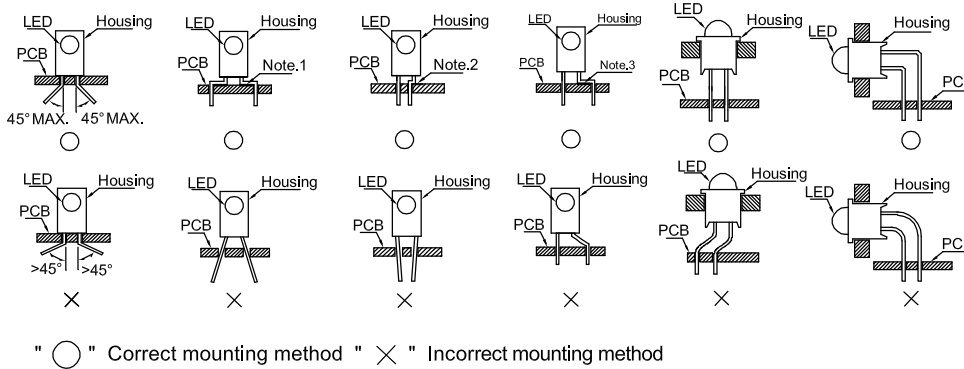 LED Housing
PCB
45° MAX. 45° MAX.
LED Housing
PCB Note.1
LED Housing
PCB Note.2
LED Housing
PCB Note.3
LED Housing
PCB
Housing
LED
PC
LED Housing
PCB
>45° >45°
LED Housing
PCB
LED Housing
PCB
LED Housing
PCB
LED Housing
PCB
Housing
LED
PC
" ◯ " Correct mounting method " ✕ " Incorrect mounting method